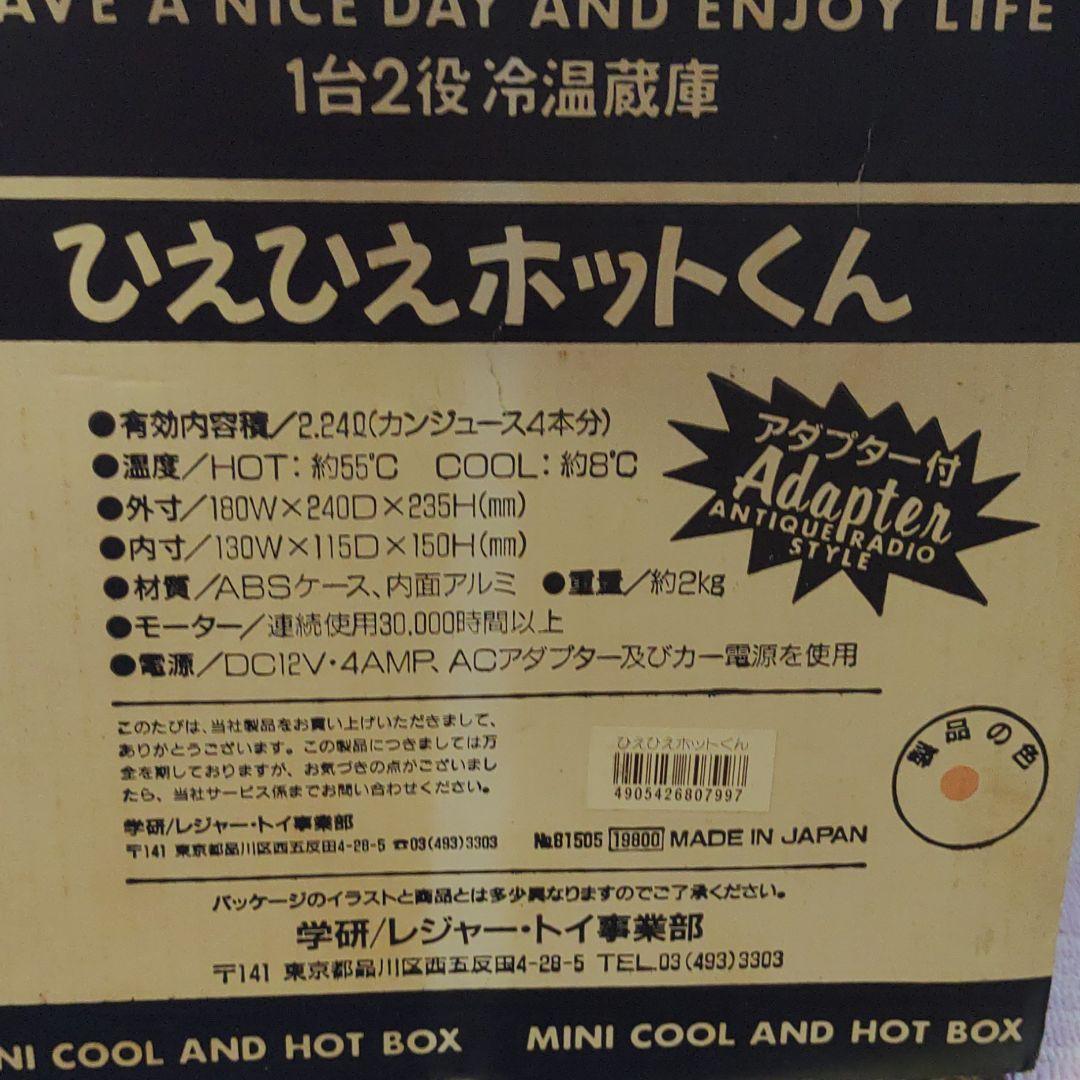 AVE A NICE DAY AND ENJOY LIFE
1台2役 冷温蔵庫
ひえひえホットくん
●有効内容積/2.24ℓ(カンジュース4本分)
●温度/HOT:約55℃ COOL:約8℃
●外寸/180W×240D×235H(mm)
●内寸/130W×115D×150H(mm)
●材質/ABSケース、内面アルミ ●重量/約2kg
●モーター/連続使用30,000時間以上
●電源/DC12V・4AMP、ACアダプター及びカー電源を使用
アダプター付
Adapter
ANTIQUE RADIO
STYLE
このたびは、当社製品をお買い上げいただきまして、
ありがとうございます。この製品につきましては万
全を期しておりますが、お気づきの点がございまし
たら、当社サービス係までお問い合わせください。
学研/レジャー・トイ事業部
〒141 東京都品川区西五反田4-28-5 ☎03(493)3303
ひえひえホットくん
4905426807997
№81505 19800 MADE IN JAPAN
製品の色
パッケージのイラストと商品とは多少異なりますのでご了承ください。
学研/レジャー・トイ事業部
〒141 東京都品川区西五反田4-28-5 TEL.03(493)3303
NI COOL AND HOT BOX MINI COOL AND HOT BOX